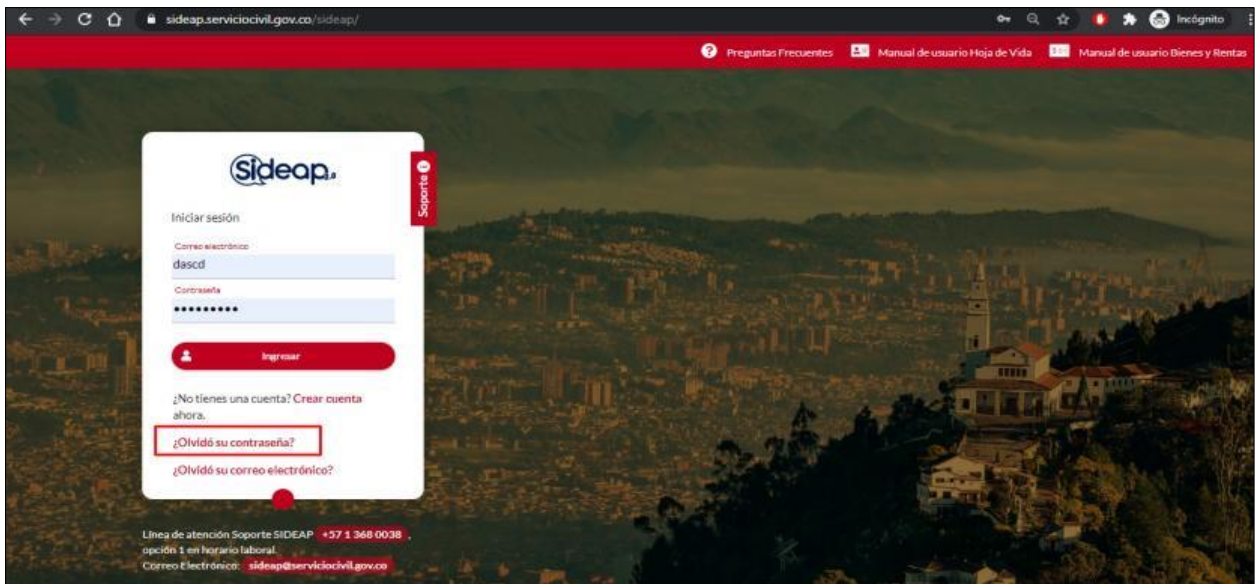 sideap.serviciocivil.gov.co/sideap/
Incógnito
Preguntas Frecuentes
Manual de usuario Hoja de Vida
Manual de usuario Bienes y Rentas
Sideap2.0
Soporte
Iniciar sesión
Correo electrónico
dascd
Contraseña
•••••••••
Ingresar
¿No tienes una cuenta? Crear cuenta
ahora.
¿Olvidó su contraseña?
¿Olvidó su correo electrónico?
Línea de atención Soporte SIDEAP +57 1 368 0038 ,
opción 1 en horario laboral.
Correo Electrónico: sideap@serviciocivil.gov.co